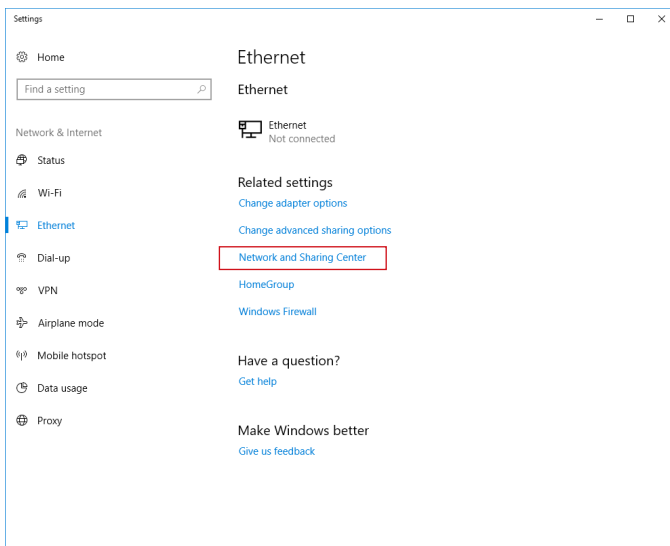 Settings
Home
Find a setting
Network & Internet
Status
Wi-Fi
Ethernet
Dial-up
VPN
Airplane mode
Mobile hotspot
Data usage
Proxy
Ethernet
Ethernet
Ethernet
Not connected
Related settings
Change adapter options
Change advanced sharing options
Network and Sharing Center
HomeGroup
Windows Firewall
Have a question?
Get help
Make Windows better
Give us feedback